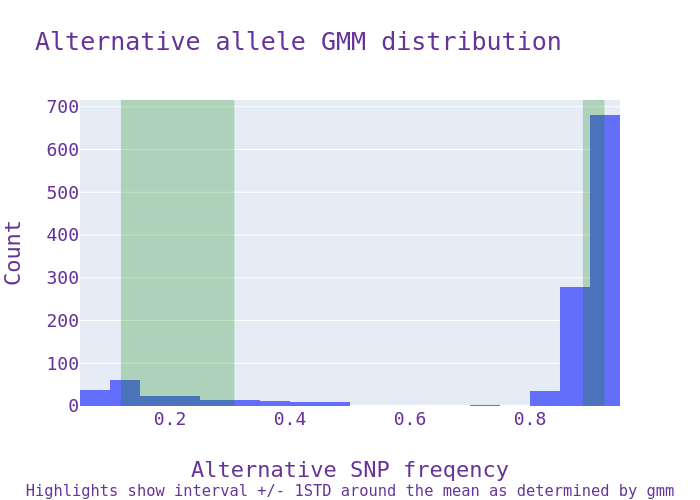 Alternative allele GMM distribution
700
600
500
400
300
200
100
0
Count
0.2 0.4 0.6 0.8
Alternative SNP freqency
Highlights show interval +/- 1STD around the mean as determined by gmm